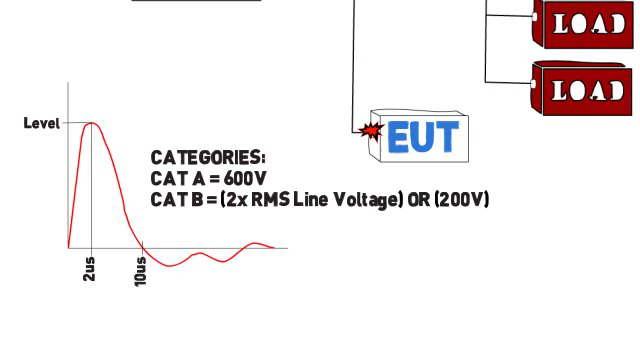 LOAD
LOAD
EUT
Level
CATEGORIES:
CAT A = 600V
CAT B = (2x RMS Line Voltage) OR (200V)
2us
10us